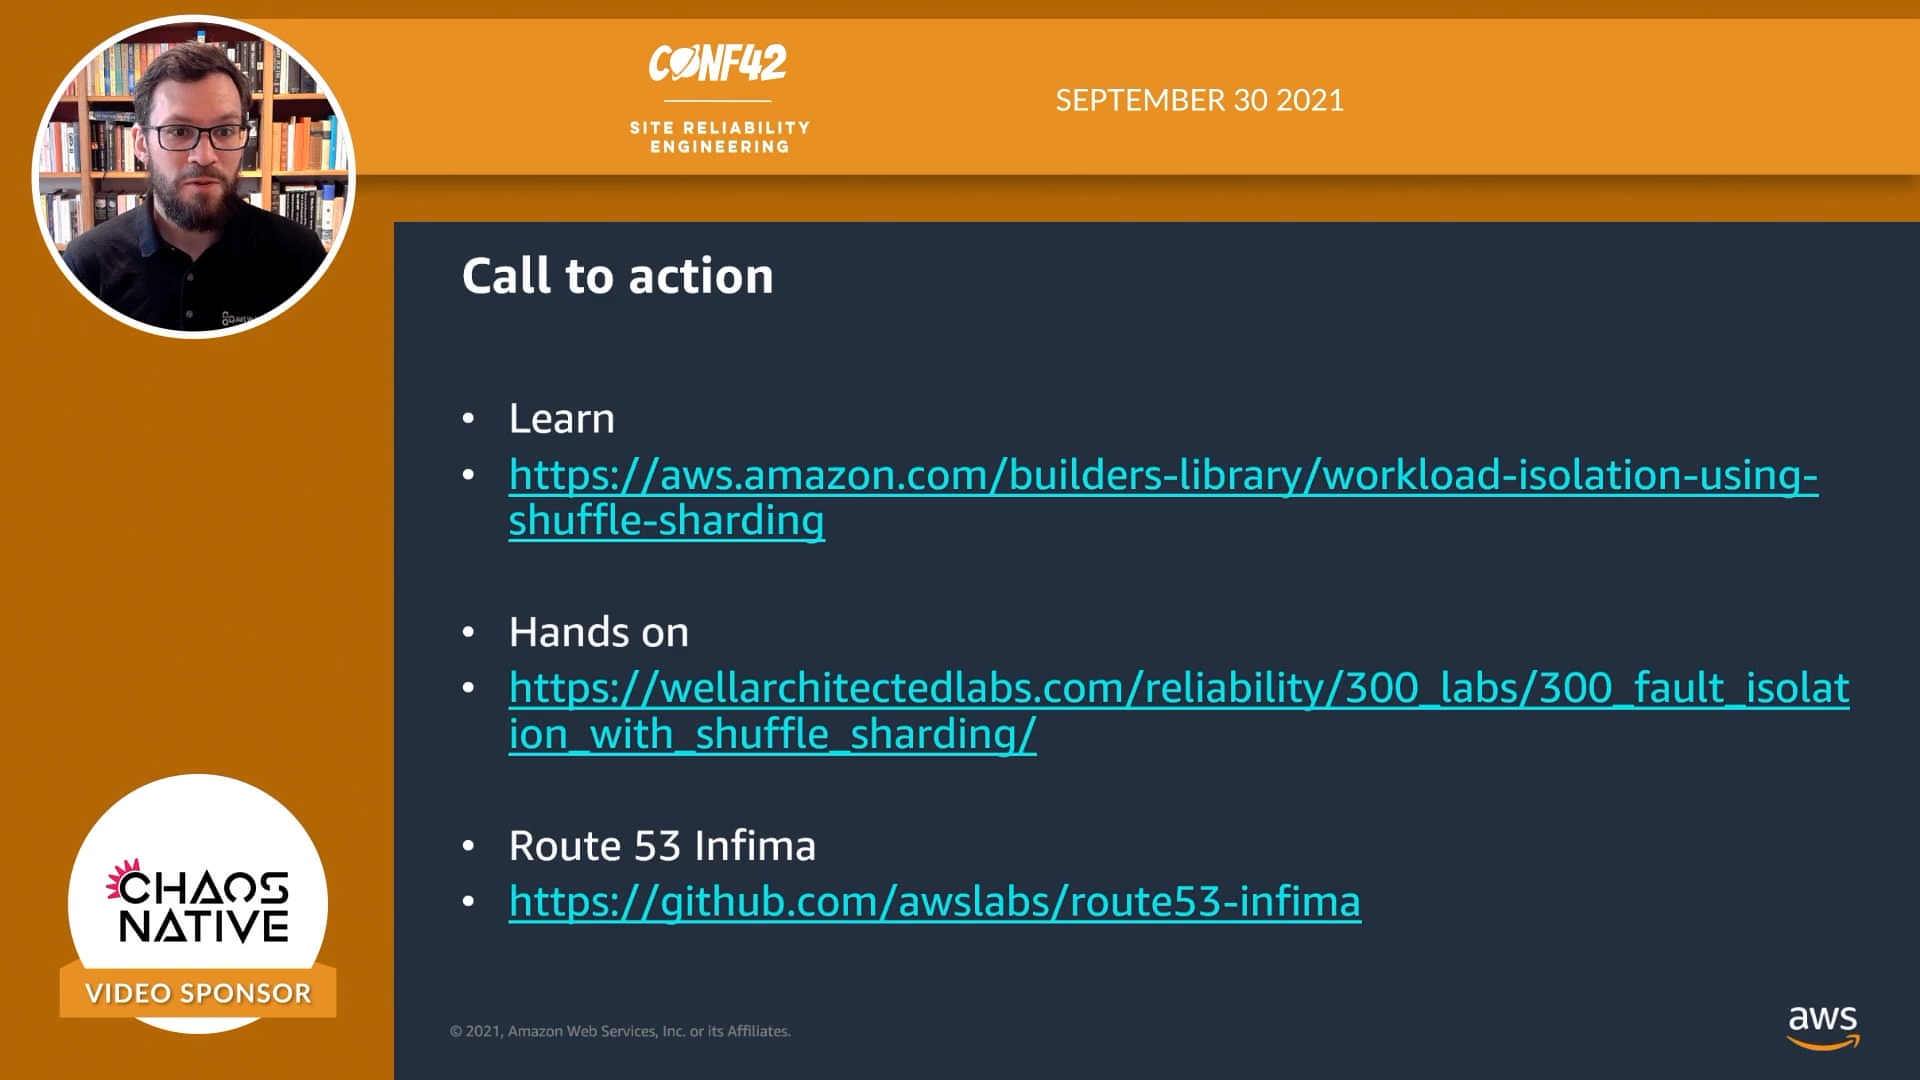 CONF42
SITE RELIABILITY
ENGINEERING
SEPTEMBER 30 2021
Call to action
• Learn
• https://aws.amazon.com/builders-library/workload-isolation-using-
shuffle-sharding
• Hands on
• https://wellarchitectedlabs.com/reliability/300_labs/300_fault_isolat
ion_with_shuffle_sharding/
• Route 53 Infima
• https://github.com/awslabs/route53-infima
CHAOS
NATIVE
VIDEO SPONSOR
© 2021, Amazon Web Services, Inc. or its Affiliates.
aws